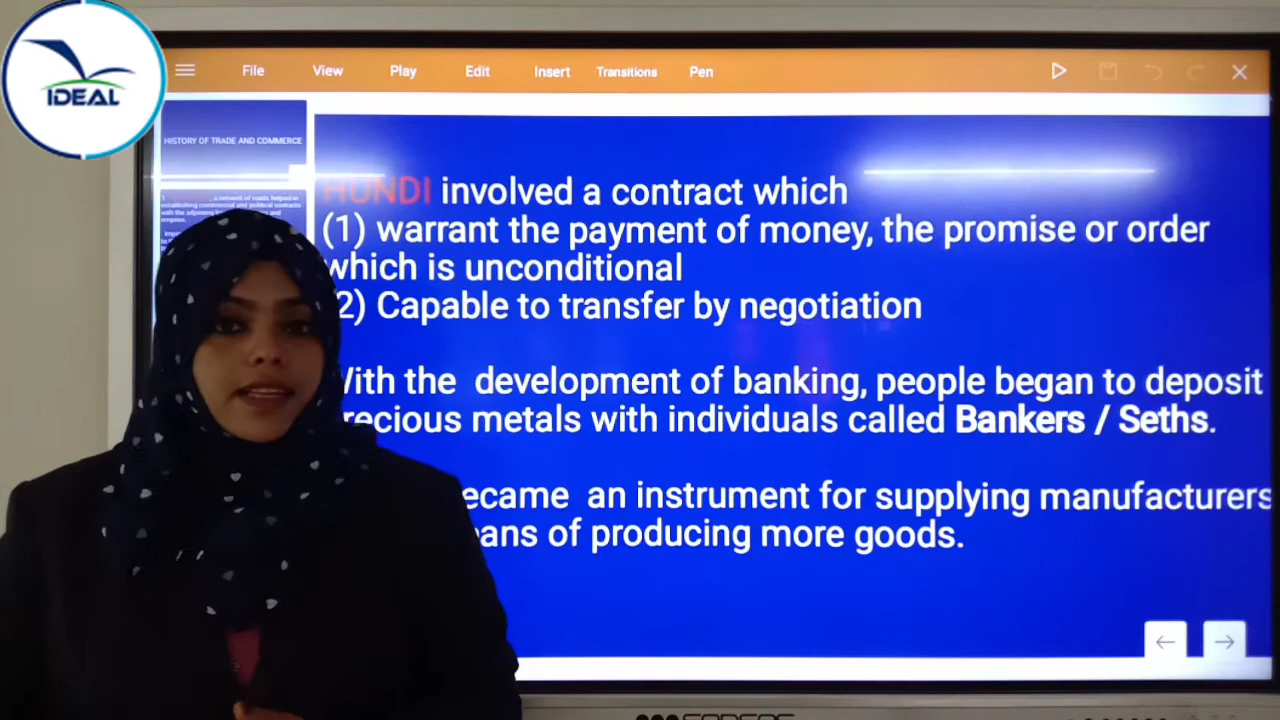 IDEAL
File View Play Edit Insert Transitions Pen
HISTORY OF TRADE AND COMMERCE
HUNDI involved a contract which
(1) warrant the payment of money, the promise or order
which is unconditional
2) Capable to transfer by negotiation
With the development of banking, people began to deposit
recious metals with individuals called Bankers / Seths.
ecame an instrument for supplying manufacturers
eans of producing more goods.